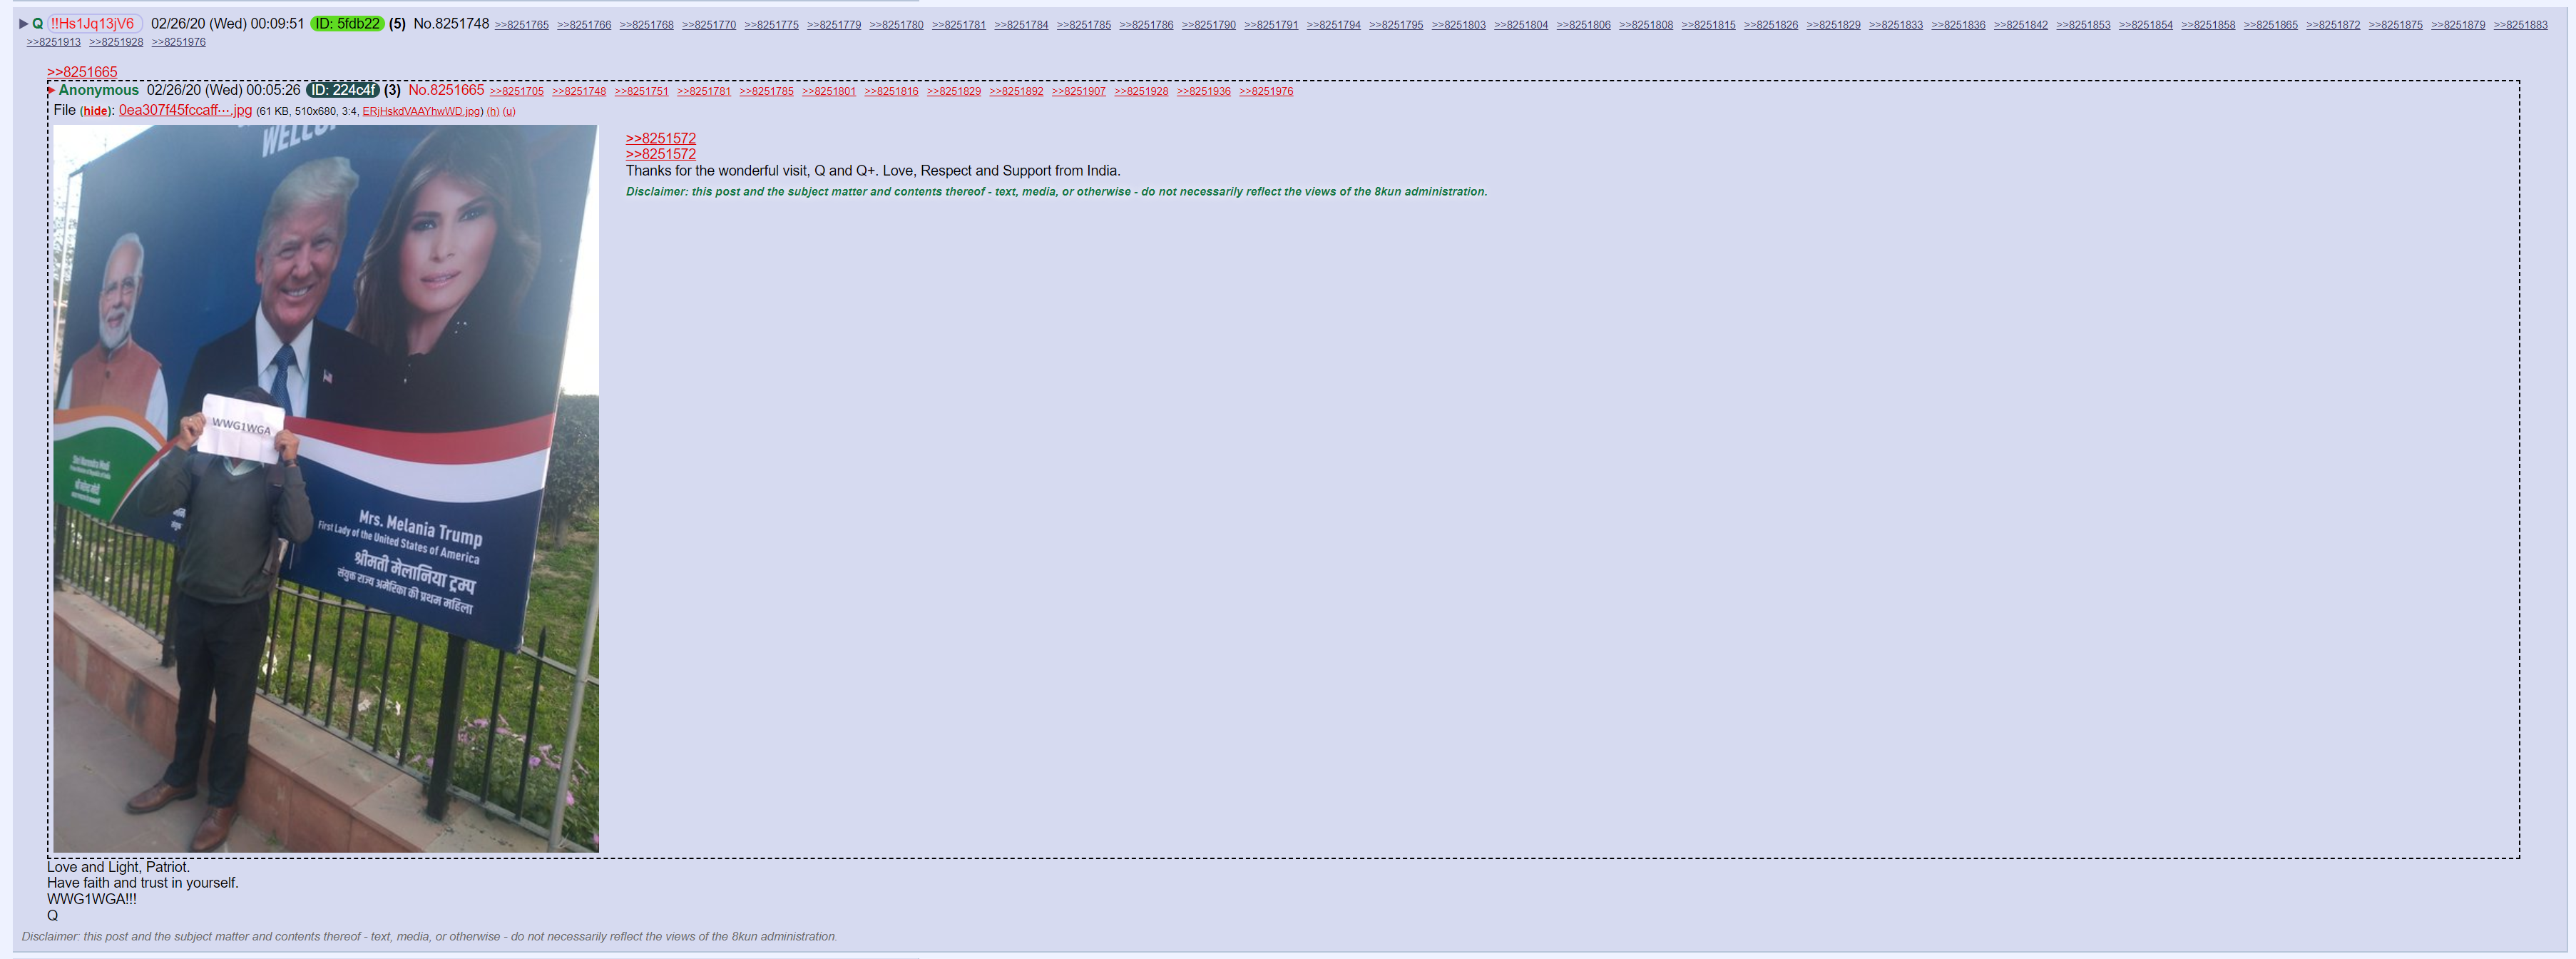 ▶ Q !!Hs1Jq13jV6 02/26/20 (Wed) 00:09:51 ID: 5fdb22 (5) No.8251748 >>8251765 >>8251766 >>8251768 >>8251770 >>8251775 >>8251779 >>8251780 >>8251781 >>8251784 >>8251785 >>8251786 >>8251790 >>8251791 >>8251794 >>8251795 >>8251803 >>8251804 >>8251806 >>8251808 >>8251815 >>8251826 >>8251829 >>8251833 >>8251836 >>8251842 >>8251853 >>8251854 >>8251858 >>8251865 >>8251872 >>8251875 >>8251879 >>8251883
>>8251913 >>8251928 >>8251976
>>8251665
Anonymous 02/26/20 (Wed) 00:05:26 ID: 224c4f (3) No.8251665 >>8251705 >>8251748 >>8251751 >>8251781 >>8251785 >>8251801 >>8251816 >>8251829 >>8251892 >>8251907 >>8251928 >>8251936 >>8251976
File (hide): 0ea307f45fccaff⋯.jpg (61 KB, 510x680, 3:4, ERjHskdVAAYhwWD.jpg) (h) (u)
WWG1WGA
Shri Narendra Modi
श्री नरेन्द्र मोदी
Mrs. Melania Trump
First Lady of the United States of America
श्रीमती मेलानिया ट्रम्प
संयुक्त राज्य अमेरिका की प्रथम महिला
>>8251572
>>8251572
Thanks for the wonderful visit, Q and Q+. Love, Respect and Support from India.
Disclaimer: this post and the subject matter and contents thereof - text, media, or otherwise - do not necessarily reflect the views of the 8kun administration.
Love and Light, Patriot.
Have faith and trust in yourself.
WWG1WGA!!!
Q
Disclaimer: this post and the subject matter and contents thereof - text, media, or otherwise - do not necessarily reflect the views of the 8kun administration.